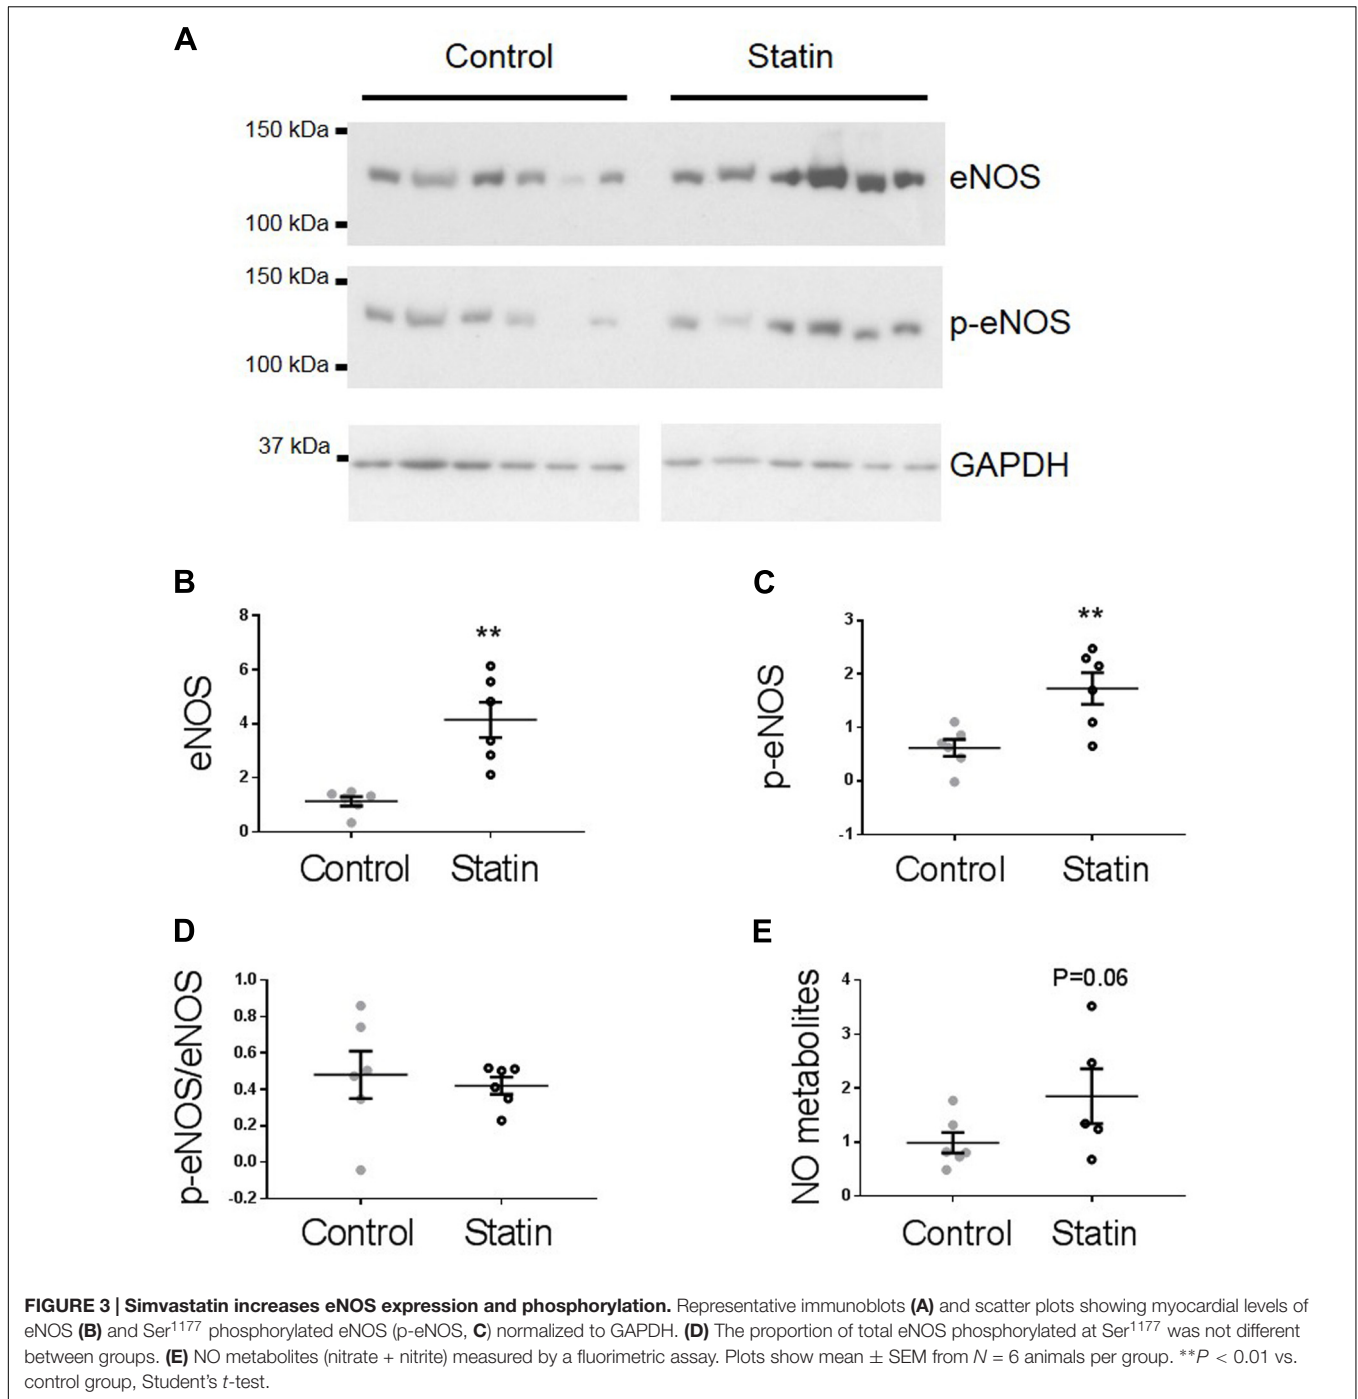 A
Control Statin
150 kDa
eNOS
100 kDa
150 kDa
p-eNOS
100 kDa
37 kDa
GAPDH
B
8
6
4
2
0
eNOS
**
Control Statin
C
3
2
1
0
-1
p-eNOS
**
Control Statin
D
1.0
0.8
0.6
0.4
0.2
0.0
-0.2
p-eNOS/eNOS
Control Statin
E
4
3
2
1
0
NO metabolites
P=0.06
Control Statin
FIGURE 3 | Simvastatin increases eNOS expression and phosphorylation. Representative immunoblots (A) and scatter plots showing myocardial levels of
eNOS (B) and Ser1177 phosphorylated eNOS (p-eNOS, C) normalized to GAPDH. (D) The proportion of total eNOS phosphorylated at Ser1177 was not different
between groups. (E) NO metabolites (nitrate + nitrite) measured by a fluorimetric assay. Plots show mean ± SEM from N = 6 animals per group. **P < 0.01 vs.
control group, Student's t-test.